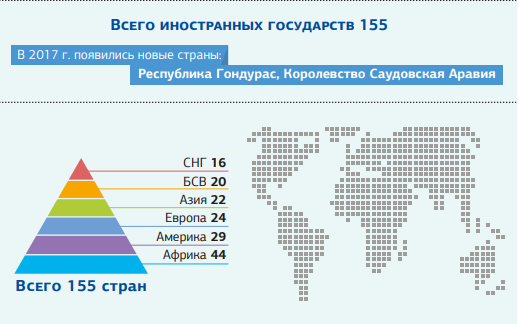 Всего иностранных государств 155
В 2017 г. появились новые страны:
Республика Гондурас, Королевство Саудовская Аравия
СНГ 16
БСВ 20
Азия 22
Европа 24
Америка 29
Африка 44
Всего 155 стран